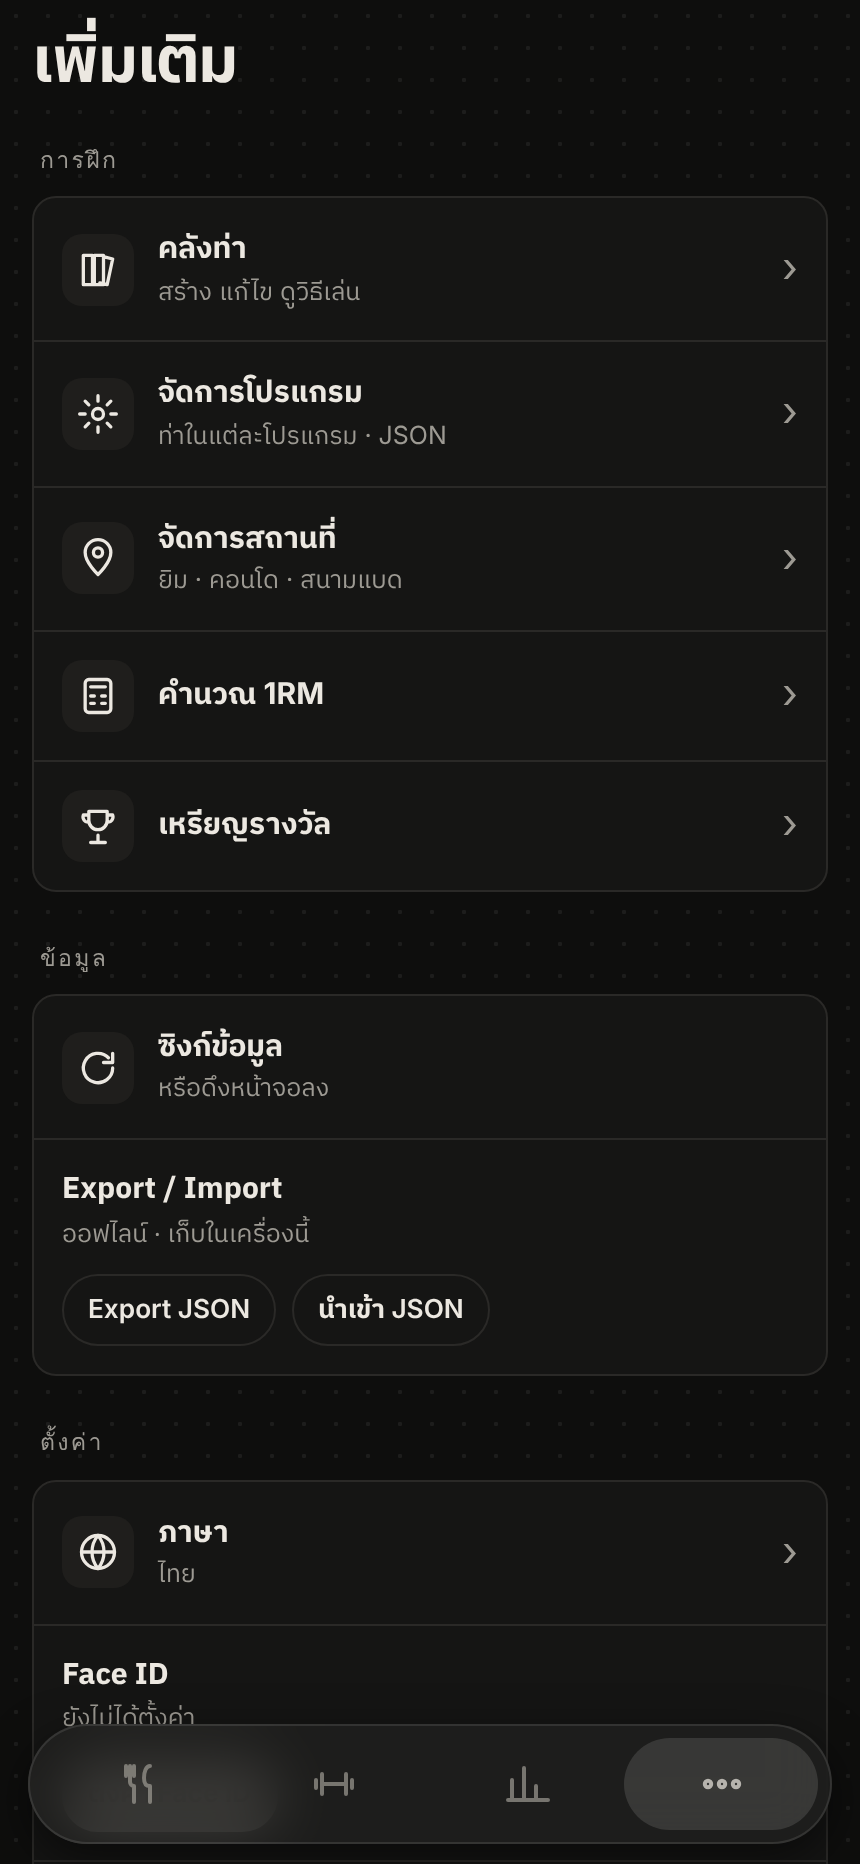 เพิ่มเติม
การฝึก
คลังท่า
สร้าง แก้ไข ดูวิธีเล่น
จัดการโปรแกรม
ท่าในแต่ละโปรแกรม · JSON
จัดการสถานที่
ยิม · คอนโด · สนามแบด
คำนวณ 1RM
เหรียญรางวัล
ข้อมูล
ซิงก์ข้อมูล
หรือดึงหน้าจอลง
Export / Import
ออฟไลน์ · เก็บในเครื่องนี้
Export JSON
นำเข้า JSON
ตั้งค่า
ภาษา
ไทย
Face ID
ยังไม่ได้ตั้งค่า